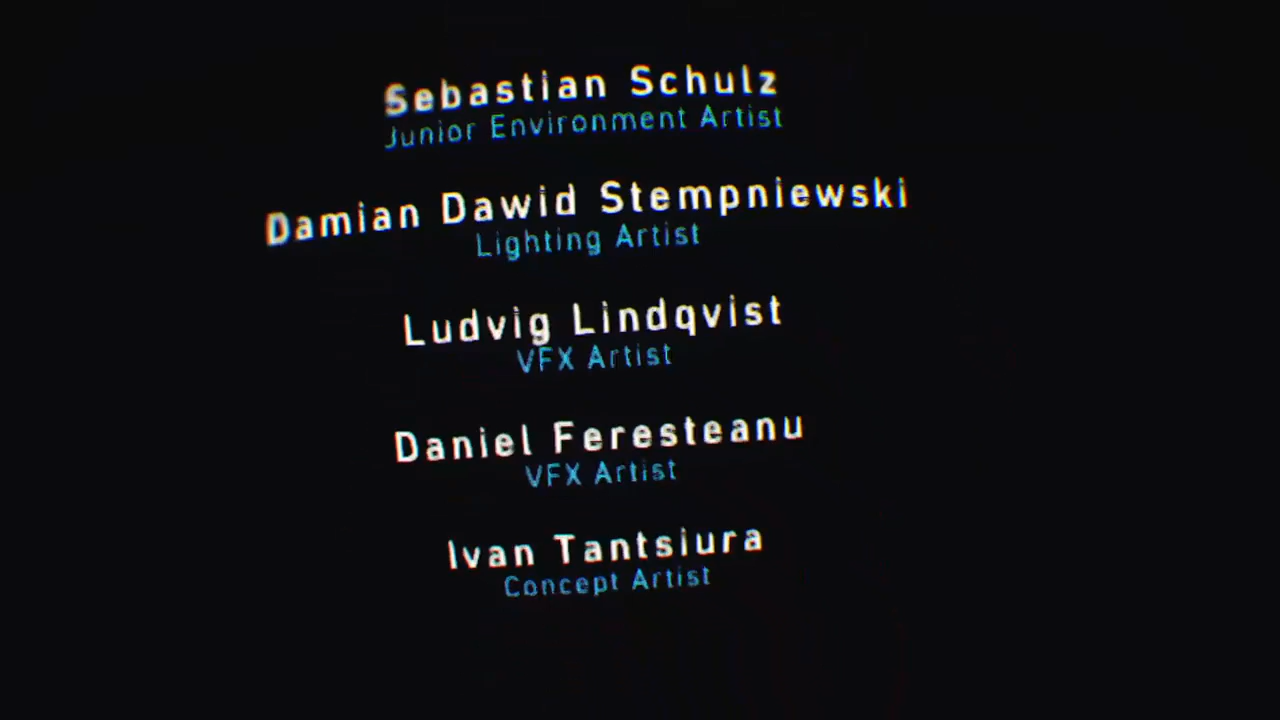 Sebastian Schulz
Junior Environment Artist
Damian Dawid Stempniewski
Lighting Artist
Ludvig Lindqvist
VFX Artist
Daniel Feresteanu
VFX Artist
Ivan Tantsiura
Concept Artist